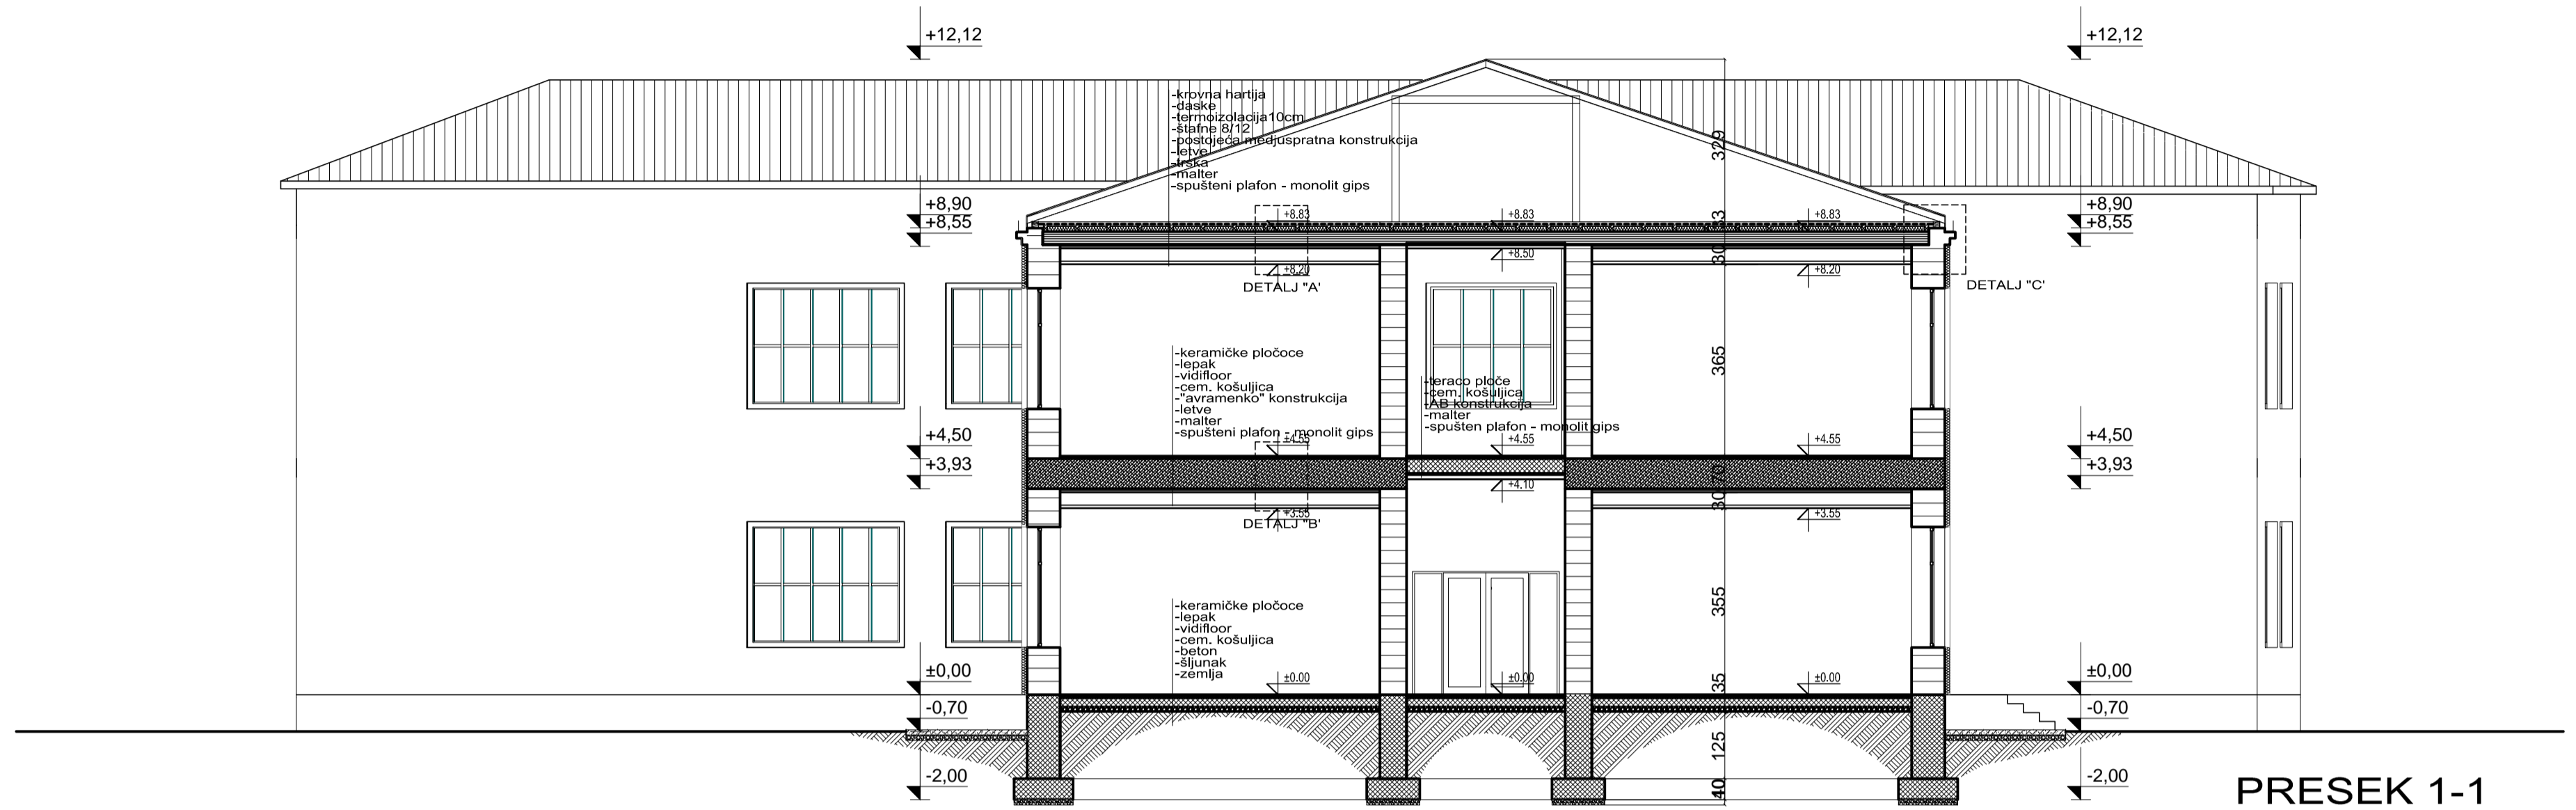 +12,12
+12,12
-krovna hartija
-daske
-termoizolacija10cm
-štafne 8/12
-postojeća medjuspratna konstrukcija
-letve
-trska
-malter
-spušteni plafon - monolit gips
329
+8,90
+8,55
+8,90
+8,55
+8.83
+8.83
+8.83
33
30
+8.50
+8.20
+8.20
DETALJ "A'
DETALJ "C'
-keramičke pločoce
-lepak
-vidifloor
-cem. košuljica
-"avramenko" konstrukcija
-letve
-malter
-spušteni plafon - monolit gips
-teraco ploče
-cem. košuljica
-AB konstrukcija
-malter
-spušten plafon - monolit gips
365
+4,50
+3,93
+4,50
+3,93
±4.55
+4.55
+4.55
70
30
+4.10
+3.55
+3.55
DETALJ "B'
-keramičke pločoce
-lepak
-vidifloor
-cem. košuljica
-beton
-šljunak
-zemlja
355
±0,00
-0,70
±0,00
-0,70
±0.00
±0.00
±0.00
35
125
-2,00
-2,00
40
PRESEK 1-1